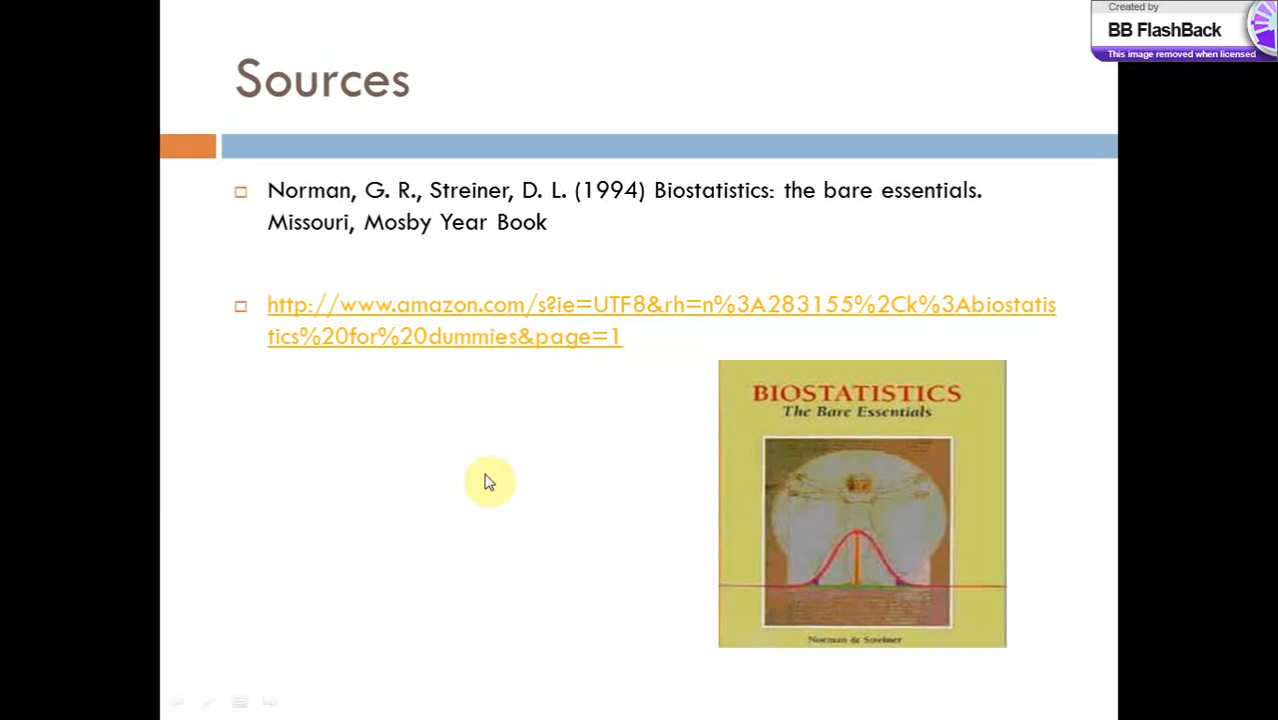 Created by
BB FlashBack
This image removed when licensed
Sources
Norman, G. R., Streiner, D. L. (1994) Biostatistics: the bare essentials.
Missouri, Mosby Year Book
http://www.amazon.com/s?ie=UTF8&rh=n%3A283155%2Ck%3Abiostatis
tics%20for%20dummies&page=1
BIOSTATISTICS
The Bare Essentials
Norman & Streiner